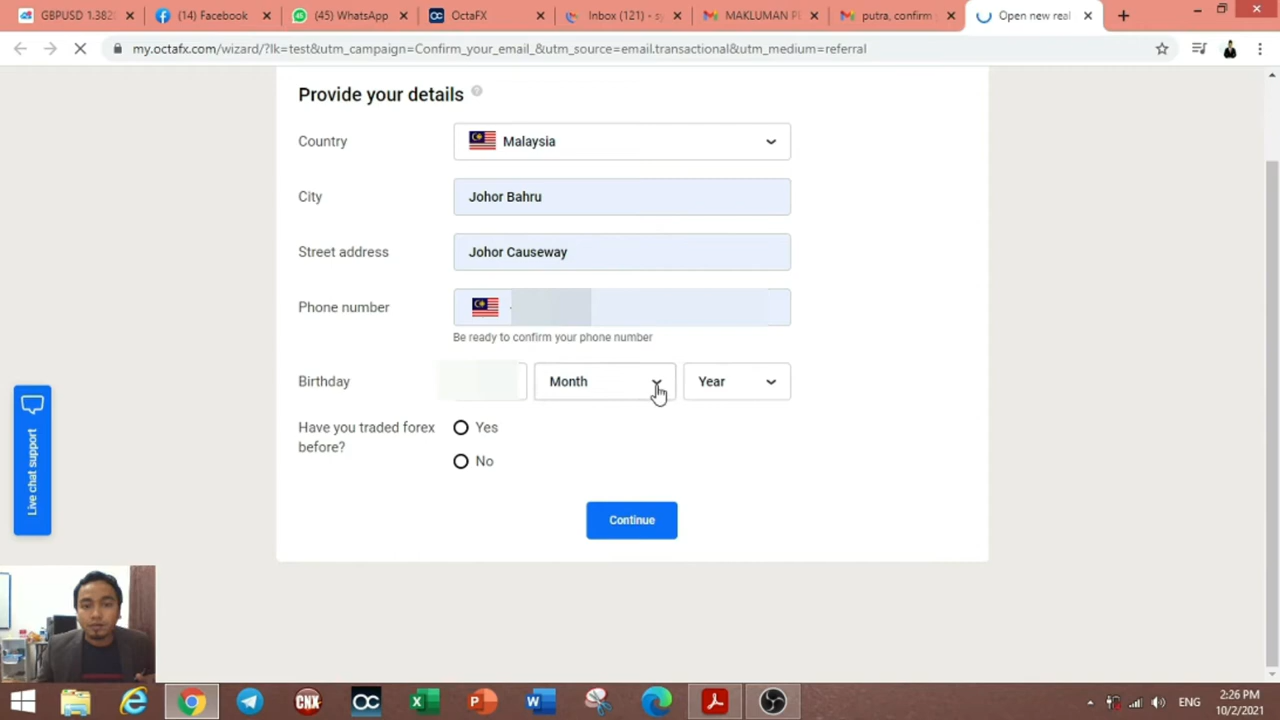 GBPUSD 1.382
(14) Facebook
(45) WhatsApp
OctaFX
Inbox (121) - s
MAKLUMAN P
putra, confirm
Open new real
my.octafx.com/wizard/?lk=test&utm_campaign=Confirm_your_email_&utm_source=email.transactional&utm_medium=referral
Provide your details
Country
Malaysia
City
Johor Bahru
Street address
Johor Causeway
Phone number
Be ready to confirm your phone number
Birthday
Month
Year
Have you traded forex
before?
Yes
No
Continue
Live chat support
CNX
OC
ENG
2:26 PM
10/2/2021